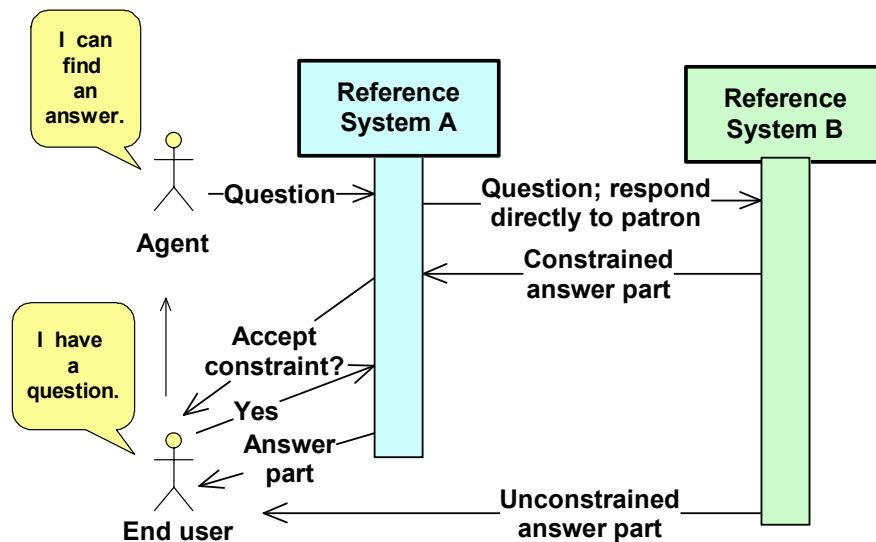 I can
find
an
answer.
Reference
System A
Reference
System B
Question
Question; respond
directly to patron
Agent
Constrained
answer part
I have
a
question.
Accept
constraint?
Yes
Answer
part
Unconstrained
answer part
End user